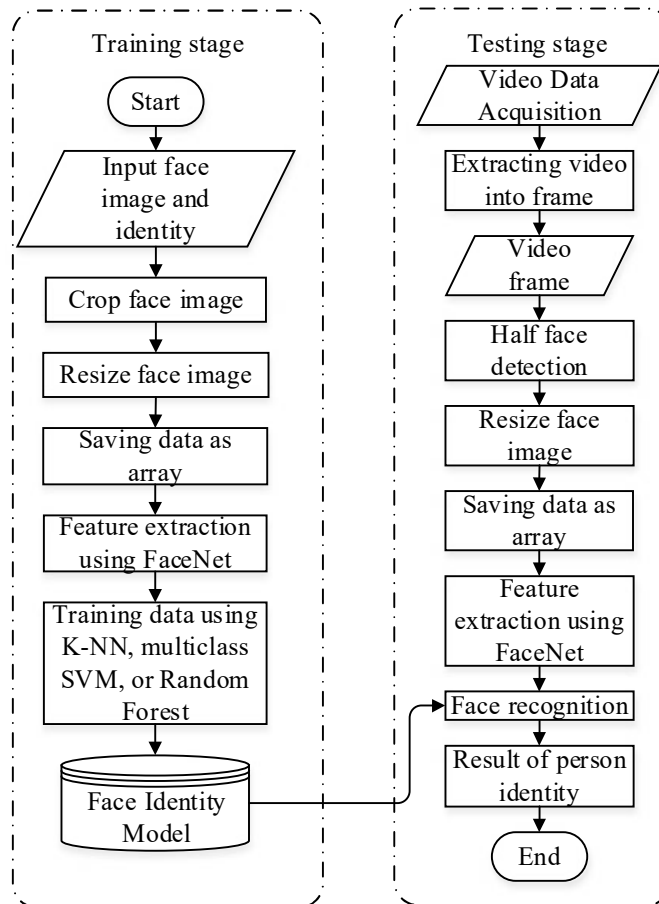 Training stage
Start
Input face
image and
identity
Crop face image
Resize face image
Saving data as
array
Feature extraction
using FaceNet
Training data using
K-NN, multiclass
SVM, or Random
Forest
Face Identity
Model
Testing stage
Video Data
Acquisition
Extracting video
into frame
Video
frame
Half face
detection
Resize face
image
Saving data as
array
Feature
extraction using
FaceNet
Face recognition
Result of person
identity
End